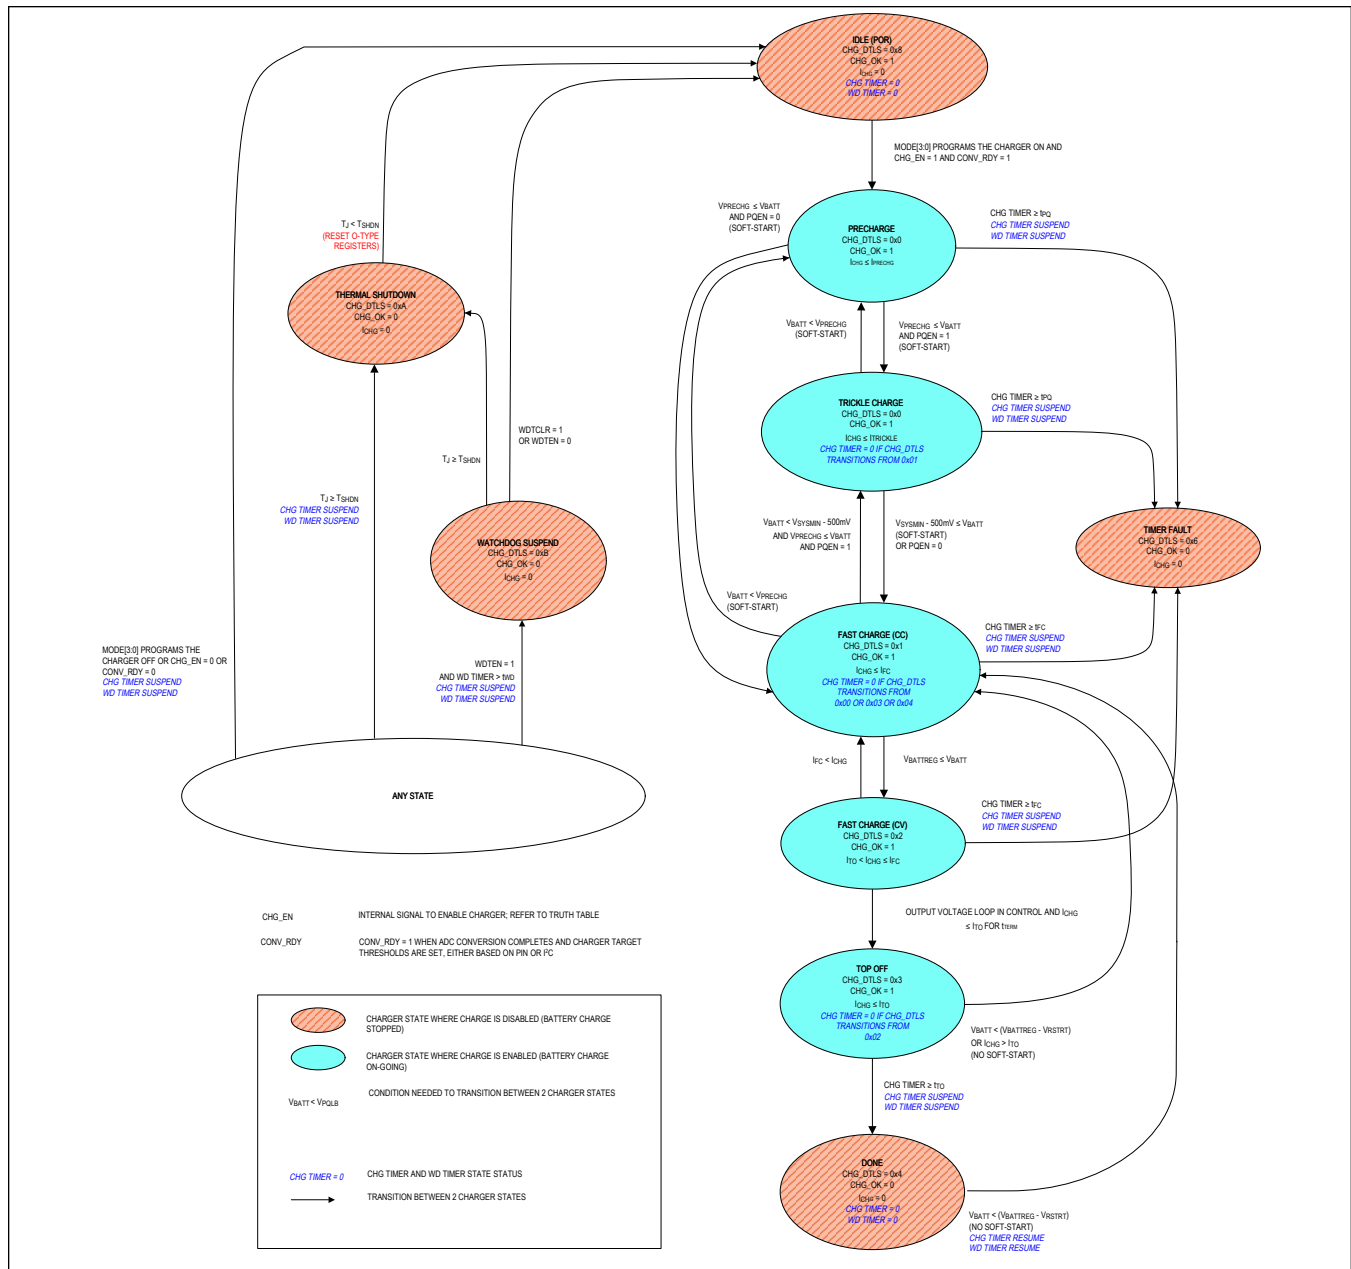 IDLE (POR)
CHG_DTLS = 0x8
CHG_OK = 1
ICHG = 0
CHG TIMER = 0
WD TIMER = 0
MODE[3:0] PROGRAMS THE CHARGER ON AND
CHG_EN = 1 AND CONV_RDY = 1
VPRECHG ≤ VBATT
AND PQEN = 0
(SOFT-START)
PRECHARGE
CHG_DTLS = 0x0
CHG_OK = 1
ICHG ≤ IPRECHG
CHG TIMER ≥ tPQ
CHG TIMER SUSPEND
WD TIMER SUSPEND
TJ < TSHDN
(RESET O-TYPE
REGISTERS)
THERMAL SHUTDOWN
CHG_DTLS = 0xA
CHG_OK = 0
ICHG = 0
VBATT < VPRECHG
(SOFT-START)
VPRECHG ≤ VBATT
AND PQEN = 1
(SOFT-START)
TRICKLE CHARGE
CHG_DTLS = 0x0
CHG_OK = 1
ICHG ≤ ITRICKLE
CHG TIMER = 0 IF CHG_DTLS
TRANSITIONS FROM 0x01
CHG TIMER ≥ tPQ
CHG TIMER SUSPEND
WD TIMER SUSPEND
WDTCLR = 1
OR WDTEN = 0
TJ ≥ TSHDN
TJ ≥ TSHDN
CHG TIMER SUSPEND
WD TIMER SUSPEND
WATCHDOG SUSPEND
CHG_DTLS = 0xB
CHG_OK = 0
ICHG = 0
VBATT < VSYSMIN - 500mV
AND VPRECHG ≤ VBATT
AND PQEN = 1
VSYSMIN - 500mV ≤ VBATT
(SOFT-START)
OR PQEN = 0
TIMER FAULT
CHG_DTLS = 0x6
CHG_OK = 0
ICHG = 0
VBATT < VPRECHG
(SOFT-START)
FAST CHARGE (CC)
CHG_DTLS = 0x1
CHG_OK = 1
ICHG ≤ IFC
CHG TIMER = 0 IF CHG_DTLS
TRANSITIONS FROM
0x00 OR 0x03 OR 0x04
CHG TIMER ≥ tFC
CHG TIMER SUSPEND
WD TIMER SUSPEND
MODE[3:0] PROGRAMS THE
CHARGER OFF OR CHG_EN = 0 OR
CONV_RDY = 0
CHG TIMER SUSPEND
WD TIMER SUSPEND
WDTEN = 1
AND WD TIMER > tWD
CHG TIMER SUSPEND
WD TIMER SUSPEND
IFC < ICHG
VBATTREG ≤ VBATT
ANY STATE
FAST CHARGE (CV)
CHG_DTLS = 0x2
CHG_OK = 1
ITO < ICHG ≤ IFC
CHG TIMER ≥ tFC
CHG TIMER SUSPEND
WD TIMER SUSPEND
OUTPUT VOLTAGE LOOP IN CONTROL AND ICHG
≤ ITO FOR tTERM
CHG_EN INTERNAL SIGNAL TO ENABLE CHARGER; REFER TO TRUTH TABLE
CONV_RDY CONV_RDY = 1 WHEN ADC CONVERSION COMPLETES AND CHARGER TARGET
THRESHOLDS ARE SET, EITHER BASED ON PIN OR I²C
TOP OFF
CHG_DTLS = 0x3
CHG_OK = 1
ICHG ≤ ITO
CHG TIMER = 0 IF CHG_DTLS
TRANSITIONS FROM
0x02
VBATT < (VBATTREG - VRSTRT)
OR ICHG > ITO
(NO SOFT-START)
CHG TIMER ≥ tTO
CHG TIMER SUSPEND
WD TIMER SUSPEND
DONE
CHG_DTLS = 0x4
CHG_OK = 0
ICHG = 0
CHG TIMER = 0
WD TIMER = 0
VBATT < (VBATTREG - VRSTRT)
(NO SOFT-START)
CHG TIMER RESUME
WD TIMER RESUME
CHARGER STATE WHERE CHARGE IS DISABLED (BATTERY CHARGE
STOPPED)
CHARGER STATE WHERE CHARGE IS ENABLED (BATTERY CHARGE
ON-GOING)
VBATT < VPQLB CONDITION NEEDED TO TRANSITION BETWEEN 2 CHARGER STATES
CHG TIMER = 0 CHG TIMER AND WD TIMER STATE STATUS
TRANSITION BETWEEN 2 CHARGER STATES